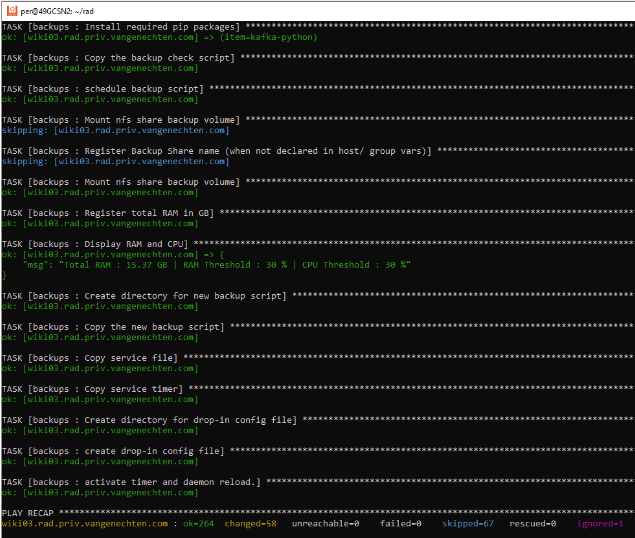 per@49GCSN2: ~/rad
TASK [backups : Install required pip packages] ******************************************************************************
ok: [wiki03.rad.priv.vangenechten.com] => (item=kafka-python)
TASK [backups : Copy the backup check script] ******************************************************************************
ok: [wiki03.rad.priv.vangenechten.com]
TASK [backups : schedule backup script] ************************************************************************************
ok: [wiki03.rad.priv.vangenechten.com]
TASK [backups : Mount nfs share backup volume] *****************************************************************************
skipping: [wiki03.rad.priv.vangenechten.com]
TASK [backups : Register Backup Share name (when not declared in host/ group vars)] ****************************************
skipping: [wiki03.rad.priv.vangenechten.com]
TASK [backups : Mount nfs share backup volume] *****************************************************************************
ok: [wiki03.rad.priv.vangenechten.com]
TASK [backups : Register total RAM in GB] **********************************************************************************
ok: [wiki03.rad.priv.vangenechten.com]
TASK [backups : Display RAM and CPU] ***************************************************************************************
ok: [wiki03.rad.priv.vangenechten.com] => {
"msg": "Total RAM : 15.37 GB | RAM Threshold : 30 % | CPU Threshold : 30 %"
}
TASK [backups : Create directory for new backup script] ********************************************************************
ok: [wiki03.rad.priv.vangenechten.com]
TASK [backups : Copy the new backup script] ********************************************************************************
ok: [wiki03.rad.priv.vangenechten.com]
TASK [backups : Copy service file] *****************************************************************************************
ok: [wiki03.rad.priv.vangenechten.com]
TASK [backups : Copy service timer] ****************************************************************************************
ok: [wiki03.rad.priv.vangenechten.com]
TASK [backups : Create directory for drop-in config file] ******************************************************************
ok: [wiki03.rad.priv.vangenechten.com]
TASK [backups : create drop-in config file] ********************************************************************************
ok: [wiki03.rad.priv.vangenechten.com]
TASK [backups : activate timer and daemon reload.] *************************************************************************
ok: [wiki03.rad.priv.vangenechten.com]
PLAY RECAP *****************************************************************************************************************
wiki03.rad.priv.vangenechten.com : ok=264 changed=58 unreachable=0 failed=0 skipped=67 rescued=0 ignored=1